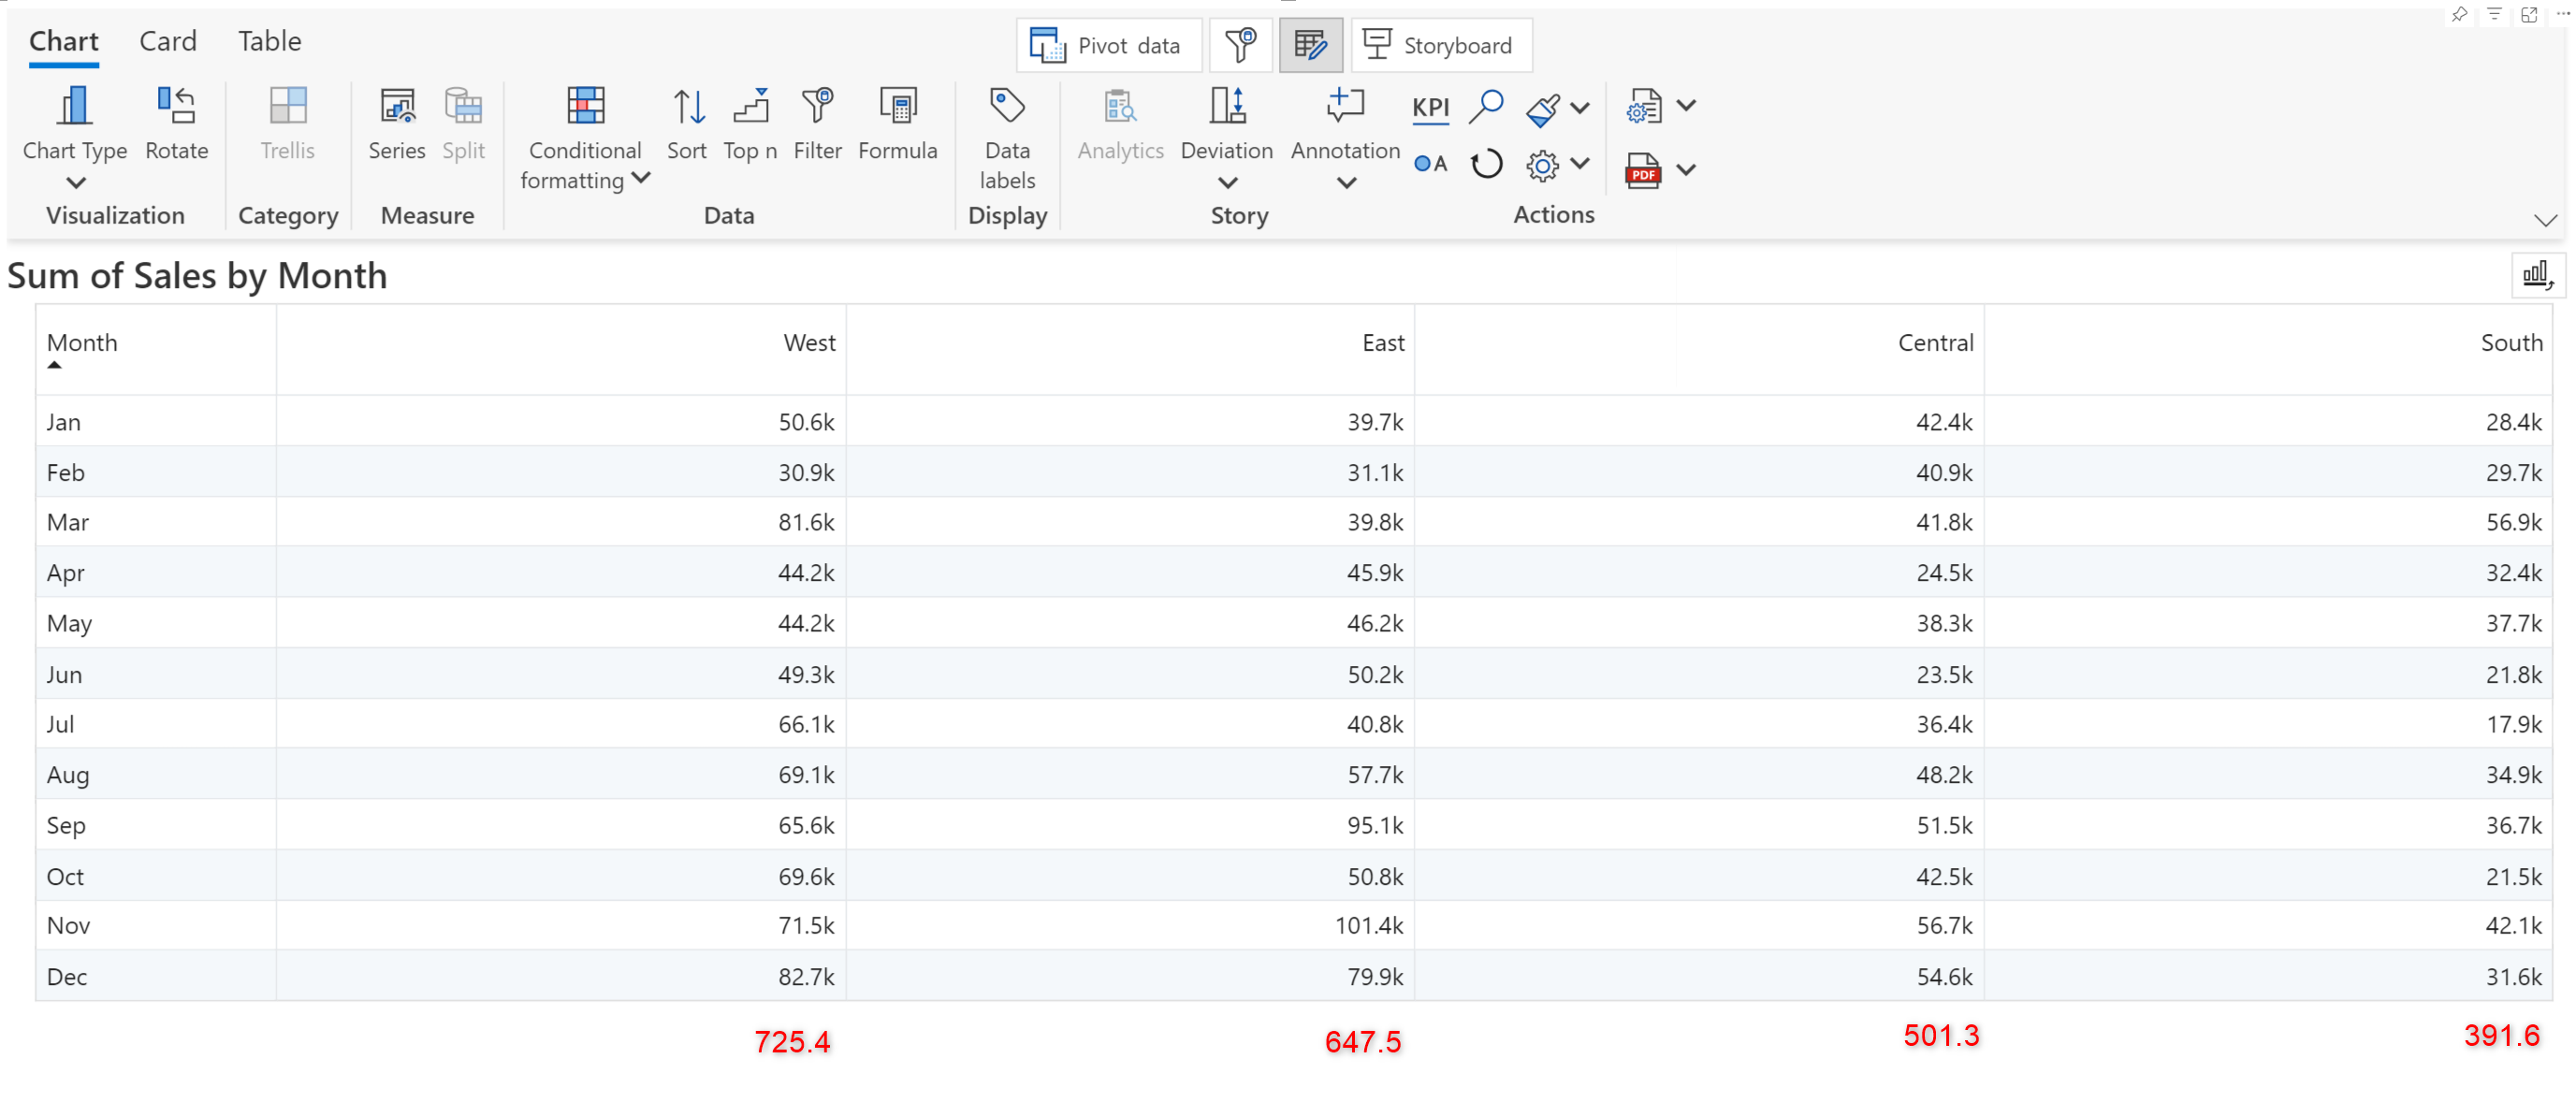 Chart Card Table
Pivot data Storyboard
Chart Type Rotate Trellis Series Split Conditional formatting Sort Top n Filter Formula Data labels Analytics Deviation Annotation KPI A PDF
Visualization Category Measure Data Display Story Actions
Sum of Sales by Month
Month West East Central South
Jan 50.6k 39.7k 42.4k 28.4k
Feb 30.9k 31.1k 40.9k 29.7k
Mar 81.6k 39.8k 41.8k 56.9k
Apr 44.2k 45.9k 24.5k 32.4k
May 44.2k 46.2k 38.3k 37.7k
Jun 49.3k 50.2k 23.5k 21.8k
Jul 66.1k 40.8k 36.4k 17.9k
Aug 69.1k 57.7k 48.2k 34.9k
Sep 65.6k 95.1k 51.5k 36.7k
Oct 69.6k 50.8k 42.5k 21.5k
Nov 71.5k 101.4k 56.7k 42.1k
Dec 82.7k 79.9k 54.6k 31.6k
725.4 647.5 501.3 391.6